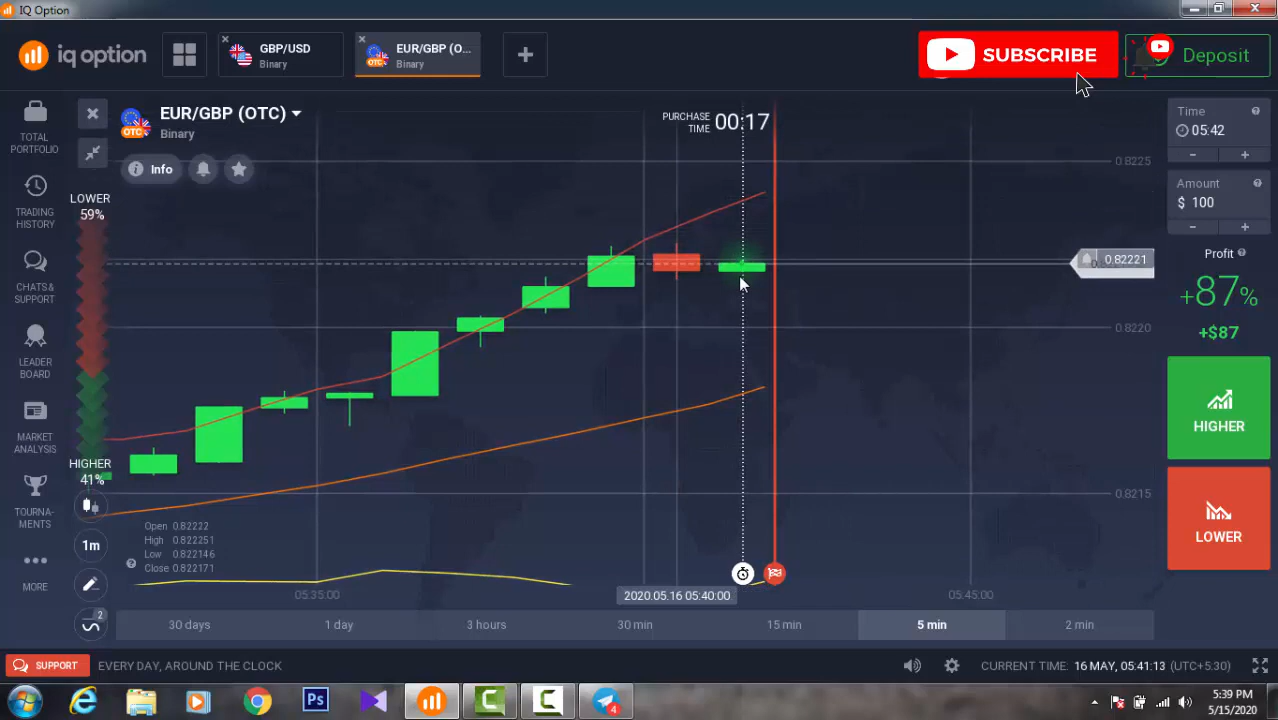 IQ Option
iq option
GBP/USD
Binary
EUR/GBP (O...
OTC
Binary
SUBSCRIBE
Deposit
EUR/GBP (OTC)
OTC
Binary
Info
PURCHASE
TIME
00:17
TOTAL
PORTFOLIO
TRADING
HISTORY
CHATS &
SUPPORT
LEADER
BOARD
MARKET
ANALYSIS
TOURNA-
MENTS
MORE
LOWER
59%
HIGHER
41%
1m
2
Open 0.82222
High 0.822251
Low 0.822146
Close 0.822171
0.8225
0.82221
0.8220
0.8215
05:35:00
2020.05.16 05:40:00
05:45:00
30 days
1 day
3 hours
30 min
15 min
5 min
2 min
Time
05:42
− +
Amount
$ 100
− +
Profit
+87%
+$87
HIGHER
LOWER
SUPPORT
EVERY DAY, AROUND THE CLOCK
CURRENT TIME: 16 MAY, 05:41:13 (UTC+5:30)
Ps
4
5:39 PM
5/15/2020